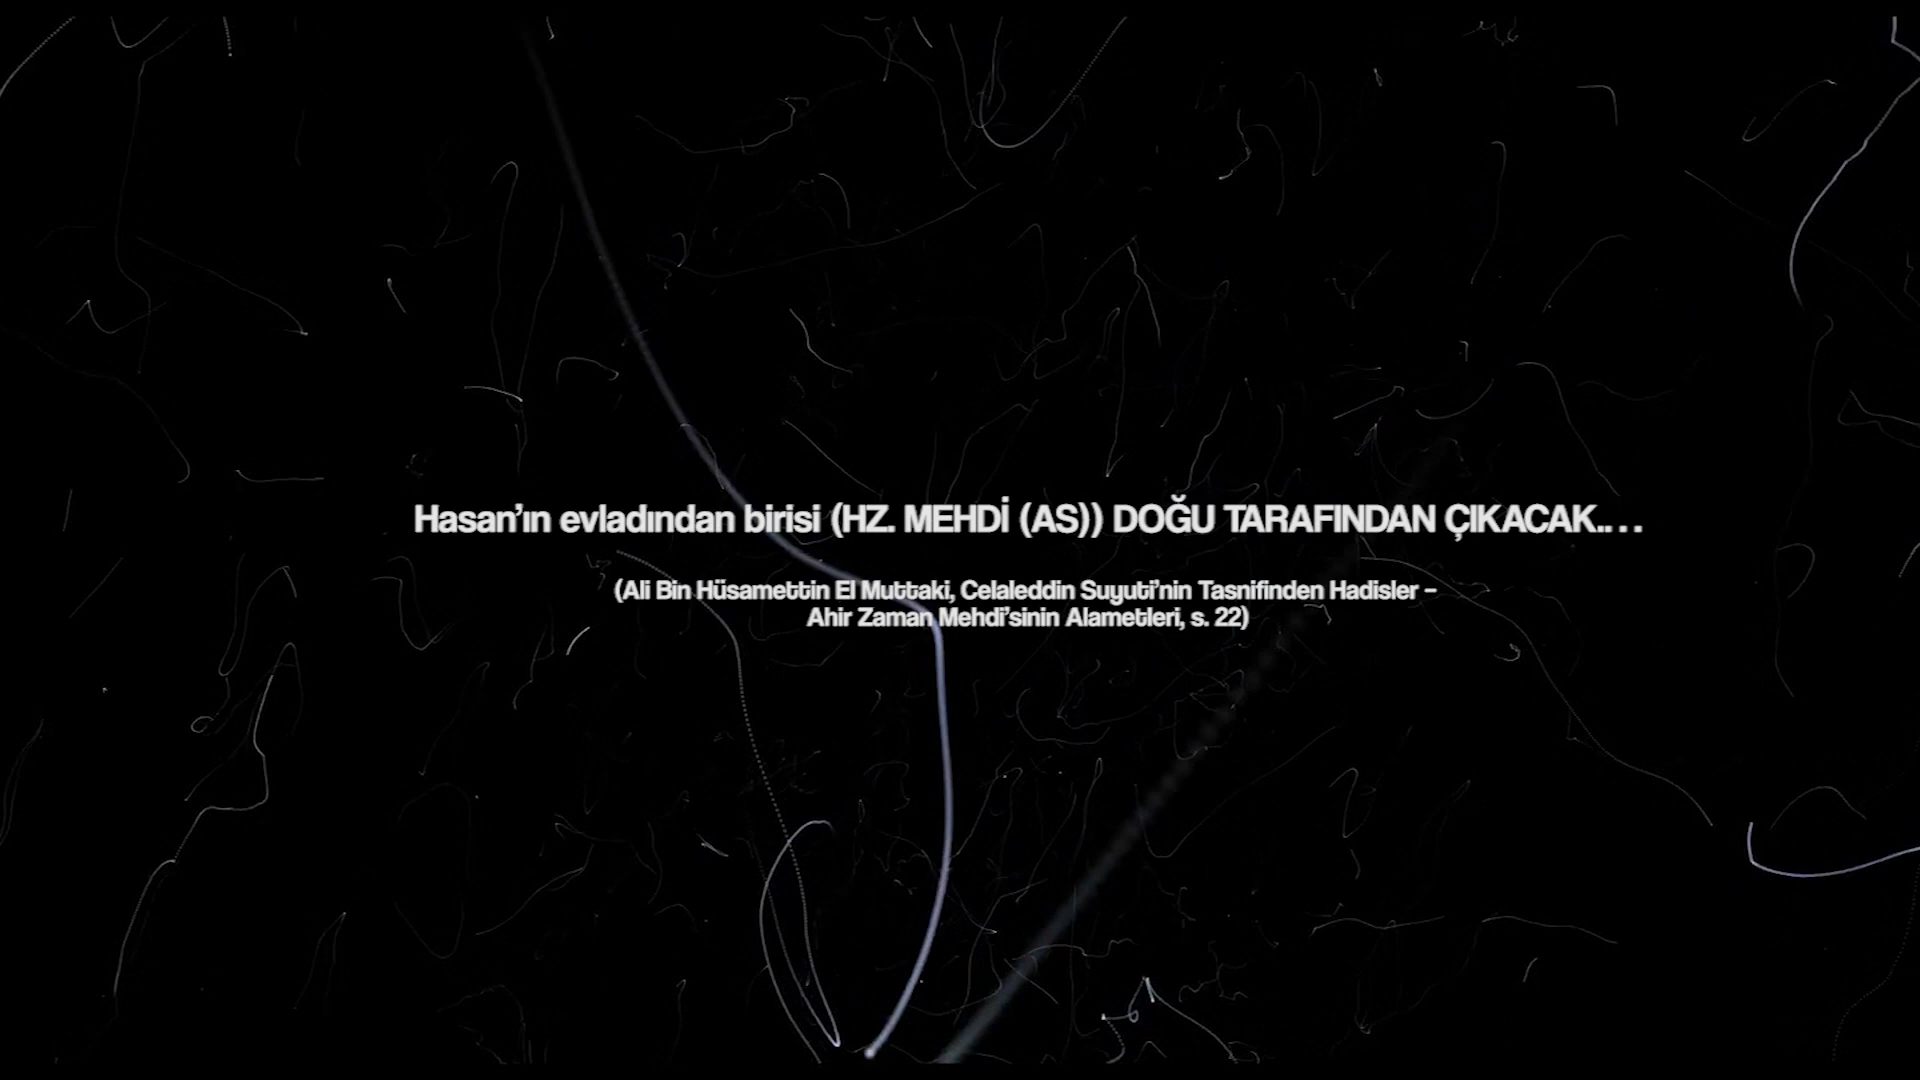 Hasan’ın evladından birisi (HZ. MEHDİ (AS)) DOĞU TARAFINDAN ÇIKACAK.…
(Ali Bin Hüsamettin El Muttaki, Celaleddin Suyuti’nin Tasnifinden Hadisler –
Ahir Zaman Mehdi’sinin Alametleri, s. 22)